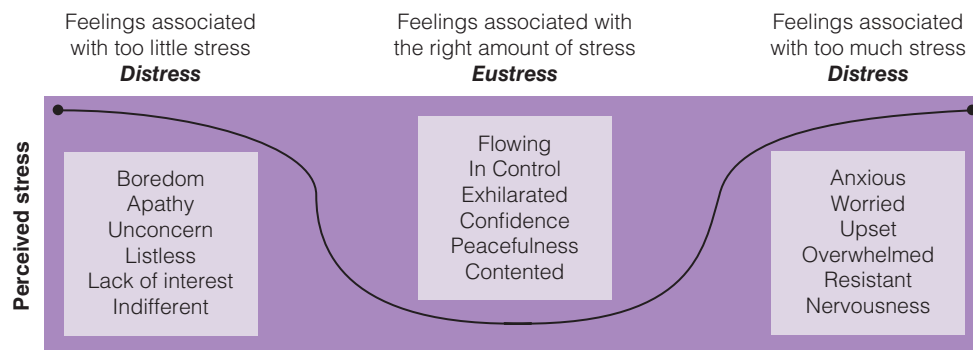 Feelings associated
with too little stress
Distress
Feelings associated with
the right amount of stress
Eustress
Feelings associated
with too much stress
Distress
Perceived stress
Boredom
Apathy
Unconcern
Listless
Lack of interest
Indifferent
Flowing
In Control
Exhilarated
Confidence
Peacefulness
Contented
Anxious
Worried
Upset
Overwhelmed
Resistant
Nervousness